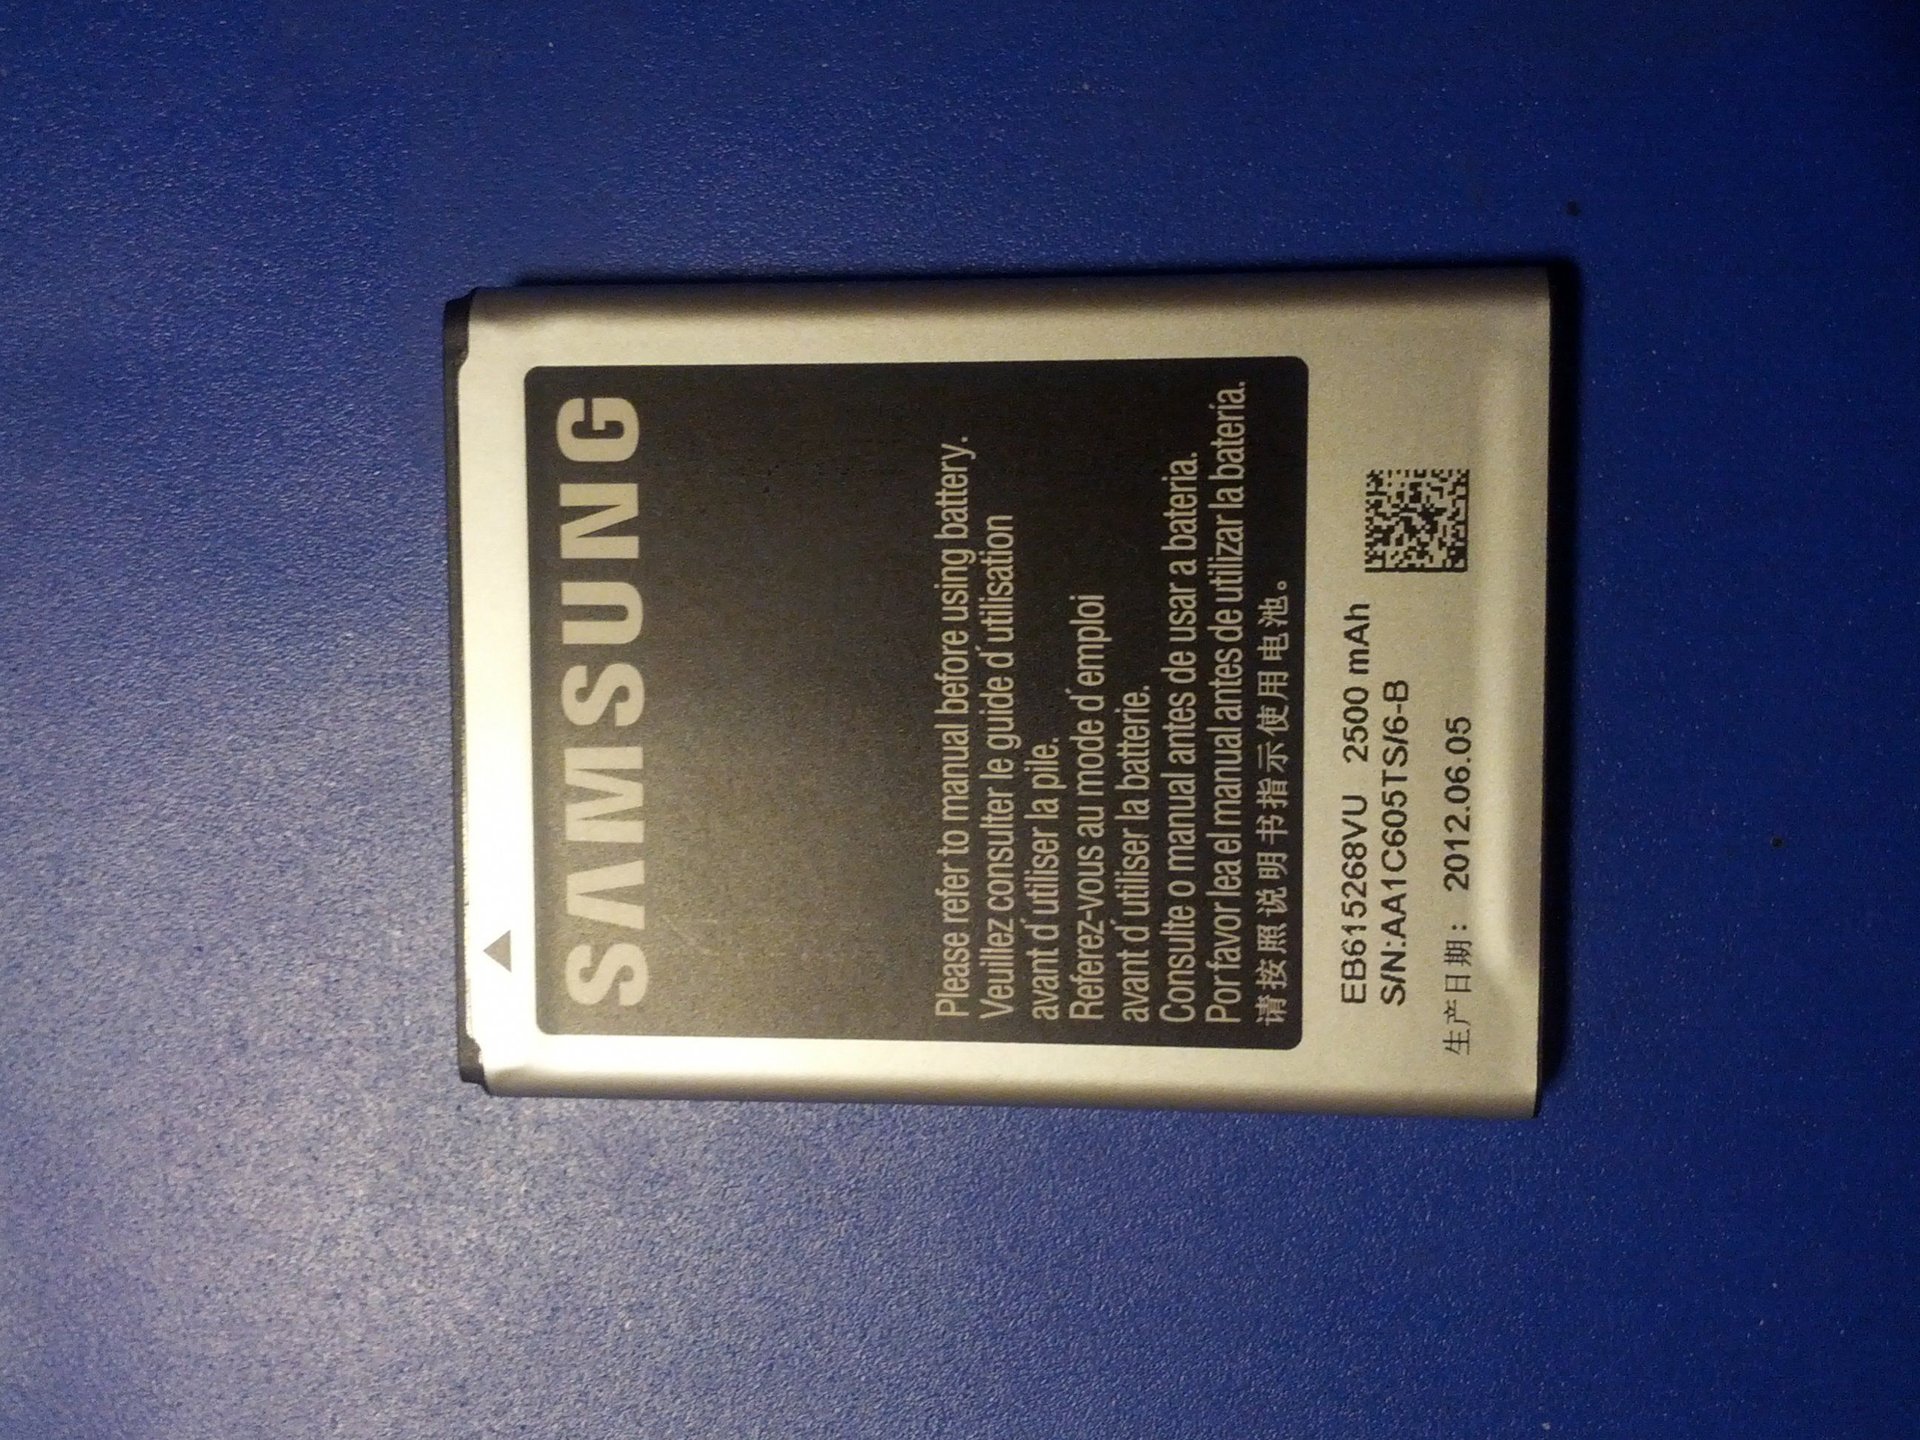 SAMSUNG
Please refer to manual before using battery.
Veuillez consulter le guide d´utilisation
avant d´utiliser la pile.
Referez-vous au mode d´emploi
avant d´utiliser la batterie.
Consulte o manual antes de usar a bateria.
Por favor lea el manual antes de utilizar la bateria.
请按照说明书指示使用电池。
EB615268VU 2500 mAh
S/N:AA1C605TS/6-B
生产日期：2012.06.05